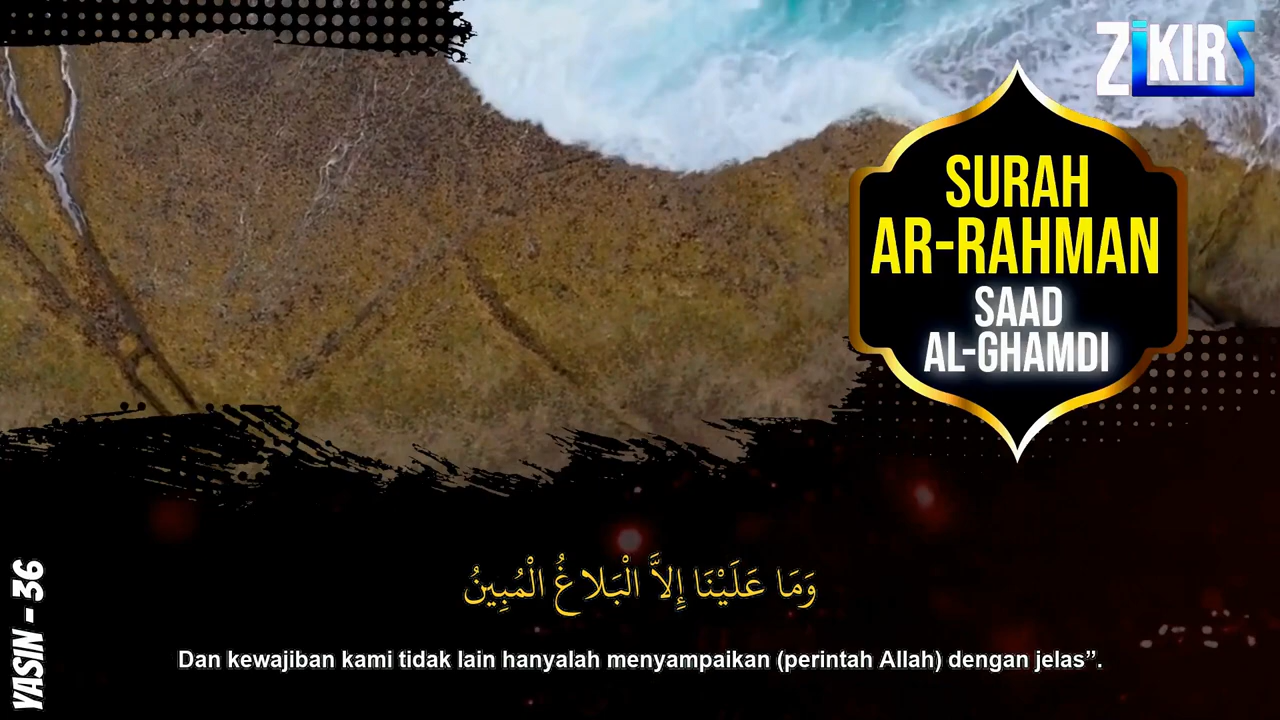 ZIKIRS
SURAH
AR-RAHMAN
SAAD
AL-GHAMDI
YASIN - 36
وَمَا عَلَيْنَا إِلاَّ الْبَلاغُ الْمُبِينُ
Dan kewajiban kami tidak lain hanyalah menyampaikan (perintah Allah) dengan jelas”.